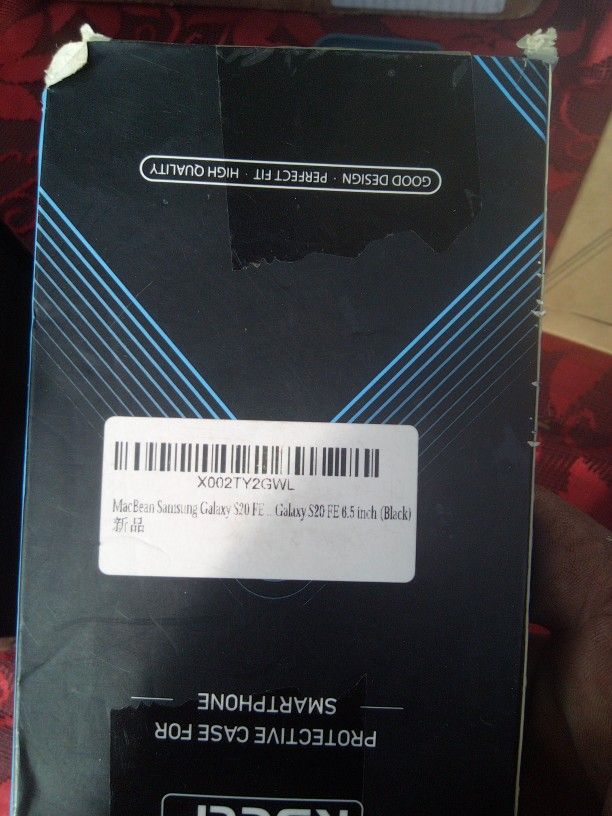 GOOD DESIGN · PERFECT FIT · HIGH QUALITY
X002TY2GWL
MacBean Samsung Galaxy S20 FE ... Galaxy S20 FE 6.5 inch (Black)
新品
PROTECTIVE CASE FOR
SMARTPHONE